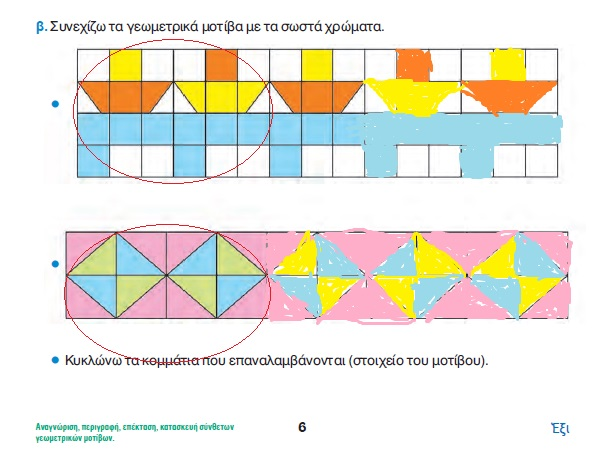 β. Συνεχίζω τα γεωμετρικά μοτίβα με τα σωστά χρώματα.
• Κυκλώνω τα κομμάτια που επαναλαμβάνονται (στοιχείο του μοτίβου).
Αναγνώριση, περιγραφή, επέκταση, κατασκευή σύνθετων
γεωμετρικών μοτίβων.
6
Έξι